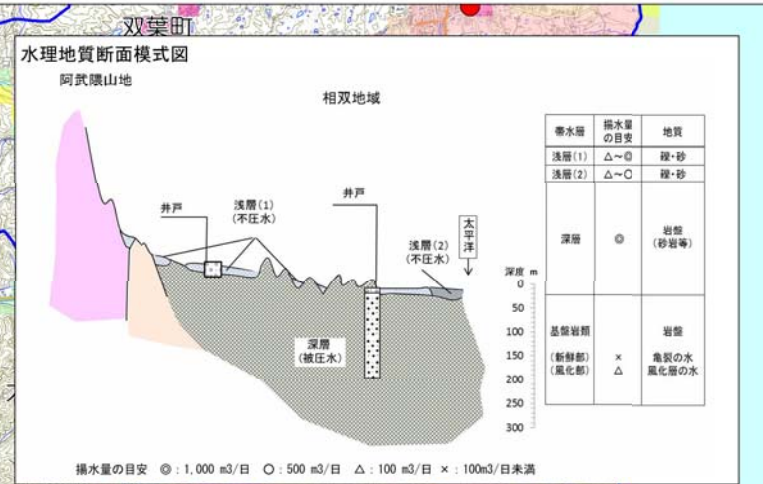 双葉町
水理地質断面模式図
阿武隈山地
相双地域
井戸
浅層(1)
(不圧水)
井戸
浅層(2)
(不圧水)
太平洋
深層
(被圧水)
深度 m
0
50
100
150
200
250
300
帯水層 揚水量の目安 地質
浅層(1) △～◎ 礫・砂
浅層(2) △～○ 礫・砂
深層 ◎ 岩盤
(砂岩等)
基盤岩類 岩盤
(新鮮部) × 亀裂の水
(風化部) △ 風化層の水
揚水量の目安 ◎：1,000 m3/日 ○：500 m3/日 △：100 m3/日 ×：100m3/日未満